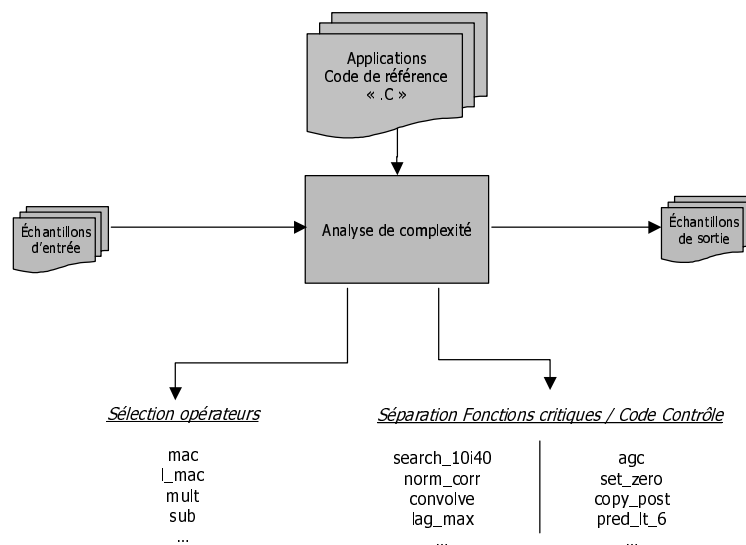 Applications
Code de référence
« .C »
Échantillons
d'entrée
Analyse de complexité
Échantillons
de sortie
Sélection opérateurs
mac
l_mac
mult
sub
...
Séparation Fonctions critiques / Code Contrôle
search_10i40
norm_corr
convolve
lag_max
...
agc
set_zero
copy_post
pred_lt_6
...